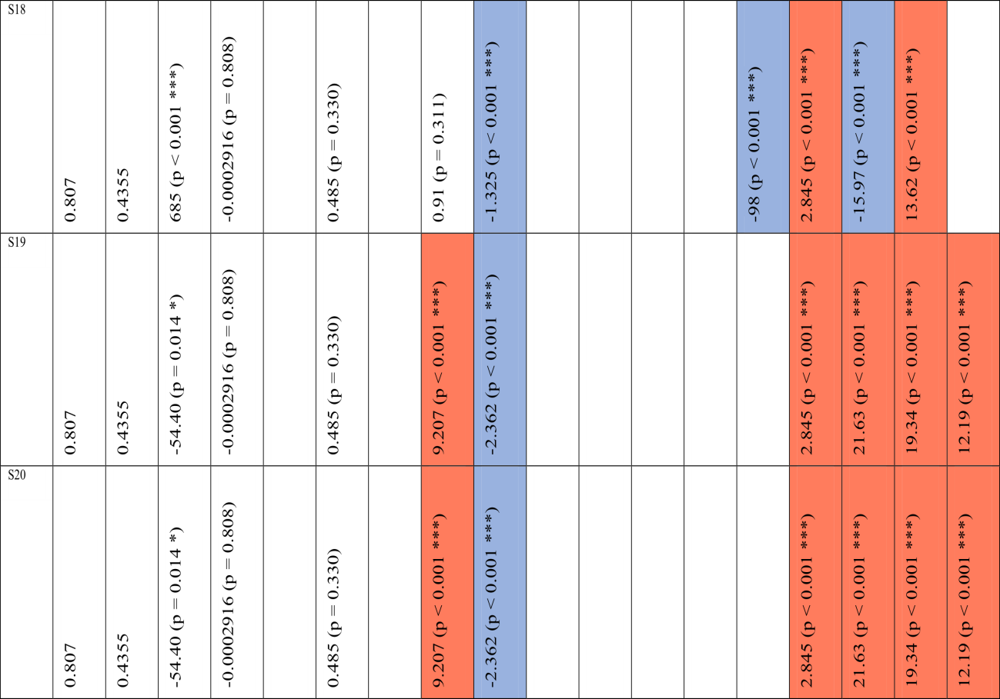 S18
0.807
0.4355
685 (p < 0.001 ***)
-0.0002916 (p = 0.808)
0.485 (p = 0.330)
0.91 (p = 0.311)
-1.325 (p < 0.001 ***)
-98 (p < 0.001 ***)
2.845 (p < 0.001 ***)
-15.97 (p < 0.001 ***)
13.62 (p < 0.001 ***)
S19
0.807
0.4355
-54.40 (p = 0.014 *)
-0.0002916 (p = 0.808)
0.485 (p = 0.330)
9.207 (p < 0.001 ***)
-2.362 (p < 0.001 ***)
2.845 (p < 0.001 ***)
21.63 (p < 0.001 ***)
19.34 (p < 0.001 ***)
12.19 (p < 0.001 ***)
S20
0.807
0.4355
-54.40 (p = 0.014 *)
-0.0002916 (p = 0.808)
0.485 (p = 0.330)
9.207 (p < 0.001 ***)
-2.362 (p < 0.001 ***)
2.845 (p < 0.001 ***)
21.63 (p < 0.001 ***)
19.34 (p < 0.001 ***)
12.19 (p < 0.001 ***)